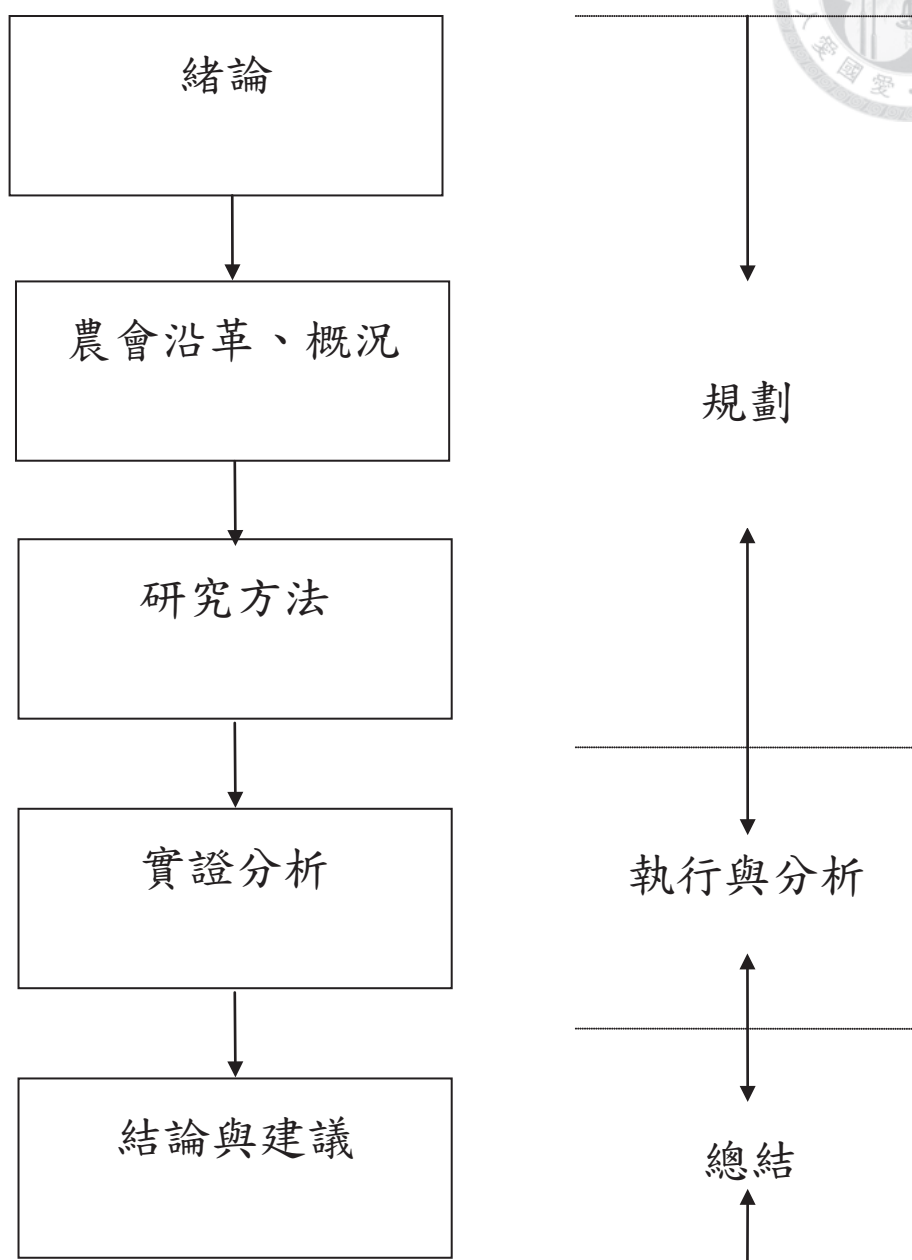 緒論
農會沿革、概況
規劃
研究方法
實證分析
執行與分析
結論與建議
總結